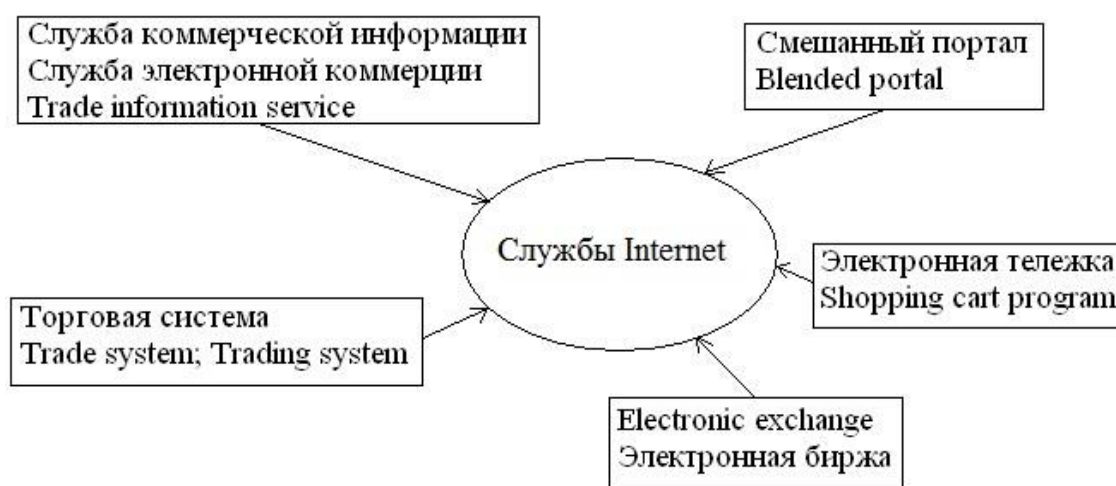 Служба коммерческой информации
Служба электронной коммерции
Trade information service
Смешанный портал
Blended portal
Службы Internet
Электронная тележка
Shopping cart program
Торговая система
Trade system; Trading system
Electronic exchange
Электронная биржа